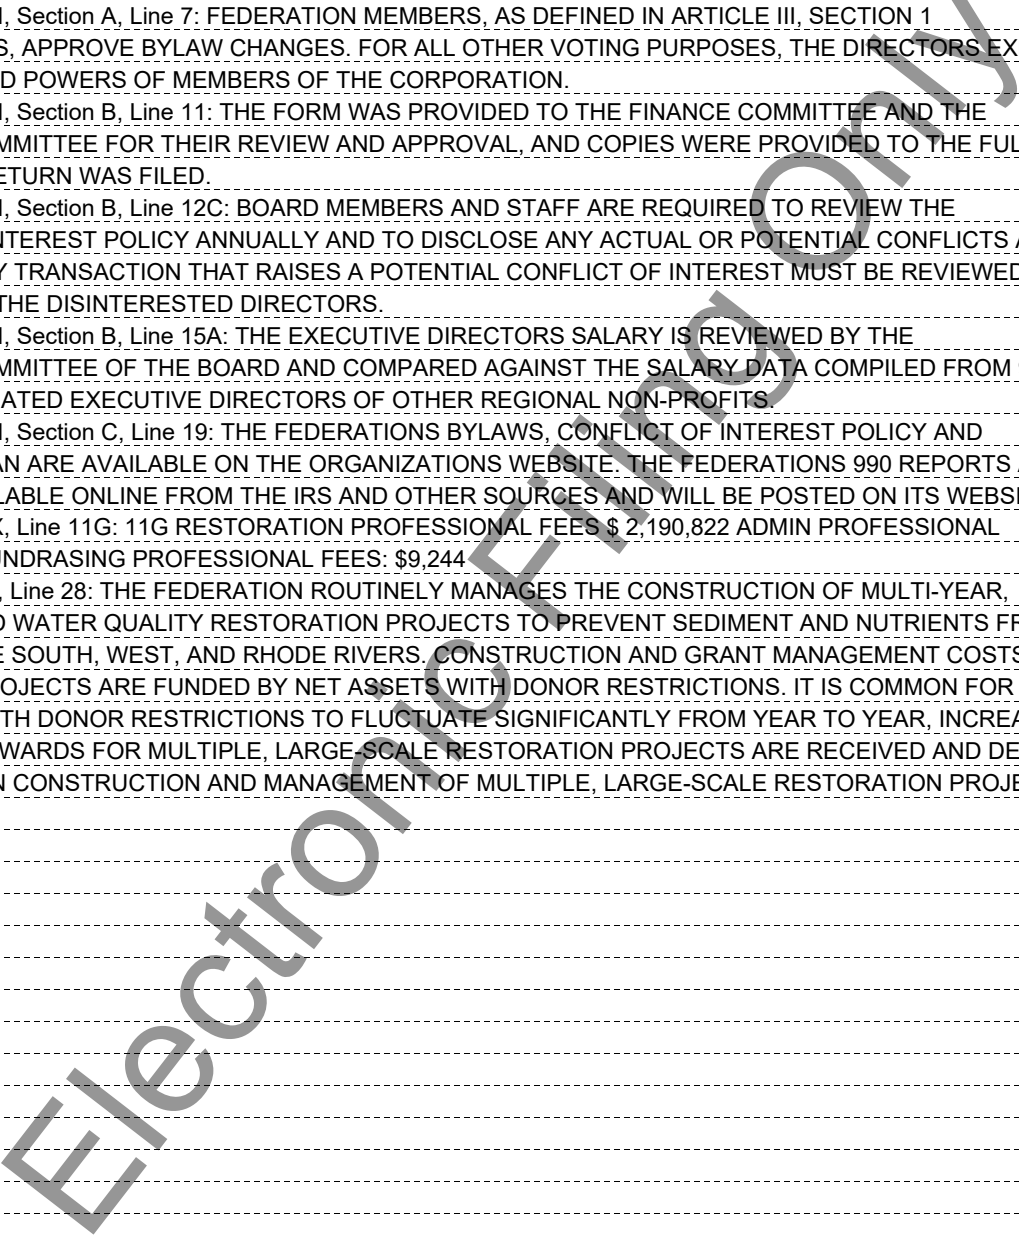 I, Section A, Line 7: FEDERATION MEMBERS, AS DEFINED IN ARTICLE III, SECTION 1
S, APPROVE BYLAW CHANGES. FOR ALL OTHER VOTING PURPOSES, THE DIRECTORS EX
D POWERS OF MEMBERS OF THE CORPORATION.
I, Section B, Line 11: THE FORM WAS PROVIDED TO THE FINANCE COMMITTEE AND THE
MMITTEE FOR THEIR REVIEW AND APPROVAL, AND COPIES WERE PROVIDED TO THE FUL
ETURN WAS FILED.
I, Section B, Line 12C: BOARD MEMBERS AND STAFF ARE REQUIRED TO REVIEW THE
NTEREST POLICY ANNUALLY AND TO DISCLOSE ANY ACTUAL OR POTENTIAL CONFLICTS A
Y TRANSACTION THAT RAISES A POTENTIAL CONFLICT OF INTEREST MUST BE REVIEWED
THE DISINTERESTED DIRECTORS.
I, Section B, Line 15A: THE EXECUTIVE DIRECTORS SALARY IS REVIEWED BY THE
MMITTEE OF THE BOARD AND COMPARED AGAINST THE SALARY DATA COMPILED FROM
ATED EXECUTIVE DIRECTORS OF OTHER REGIONAL NON-PROFITS.
I, Section C, Line 19: THE FEDERATIONS BYLAWS, CONFLICT OF INTEREST POLICY AND
AN ARE AVAILABLE ON THE ORGANIZATIONS WEBSITE. THE FEDERATIONS 990 REPORTS A
LABLE ONLINE FROM THE IRS AND OTHER SOURCES AND WILL BE POSTED ON ITS WEBSI
X, Line 11G: 11G RESTORATION PROFESSIONAL FEES $ 2,190,822 ADMIN PROFESSIONAL
UNDRASING PROFESSIONAL FEES: $9,244
, Line 28: THE FEDERATION ROUTINELY MANAGES THE CONSTRUCTION OF MULTI-YEAR,
D WATER QUALITY RESTORATION PROJECTS TO PREVENT SEDIMENT AND NUTRIENTS FR
E SOUTH, WEST, AND RHODE RIVERS. CONSTRUCTION AND GRANT MANAGEMENT COSTS
OJECTS ARE FUNDED BY NET ASSETS WITH DONOR RESTRICTIONS. IT IS COMMON FOR
TH DONOR RESTRICTIONS TO FLUCTUATE SIGNIFICANTLY FROM YEAR TO YEAR, INCREA
WARDS FOR MULTIPLE, LARGE-SCALE RESTORATION PROJECTS ARE RECEIVED AND DE
N CONSTRUCTION AND MANAGEMENT OF MULTIPLE, LARGE-SCALE RESTORATION PROJE
Electronic Filing Only